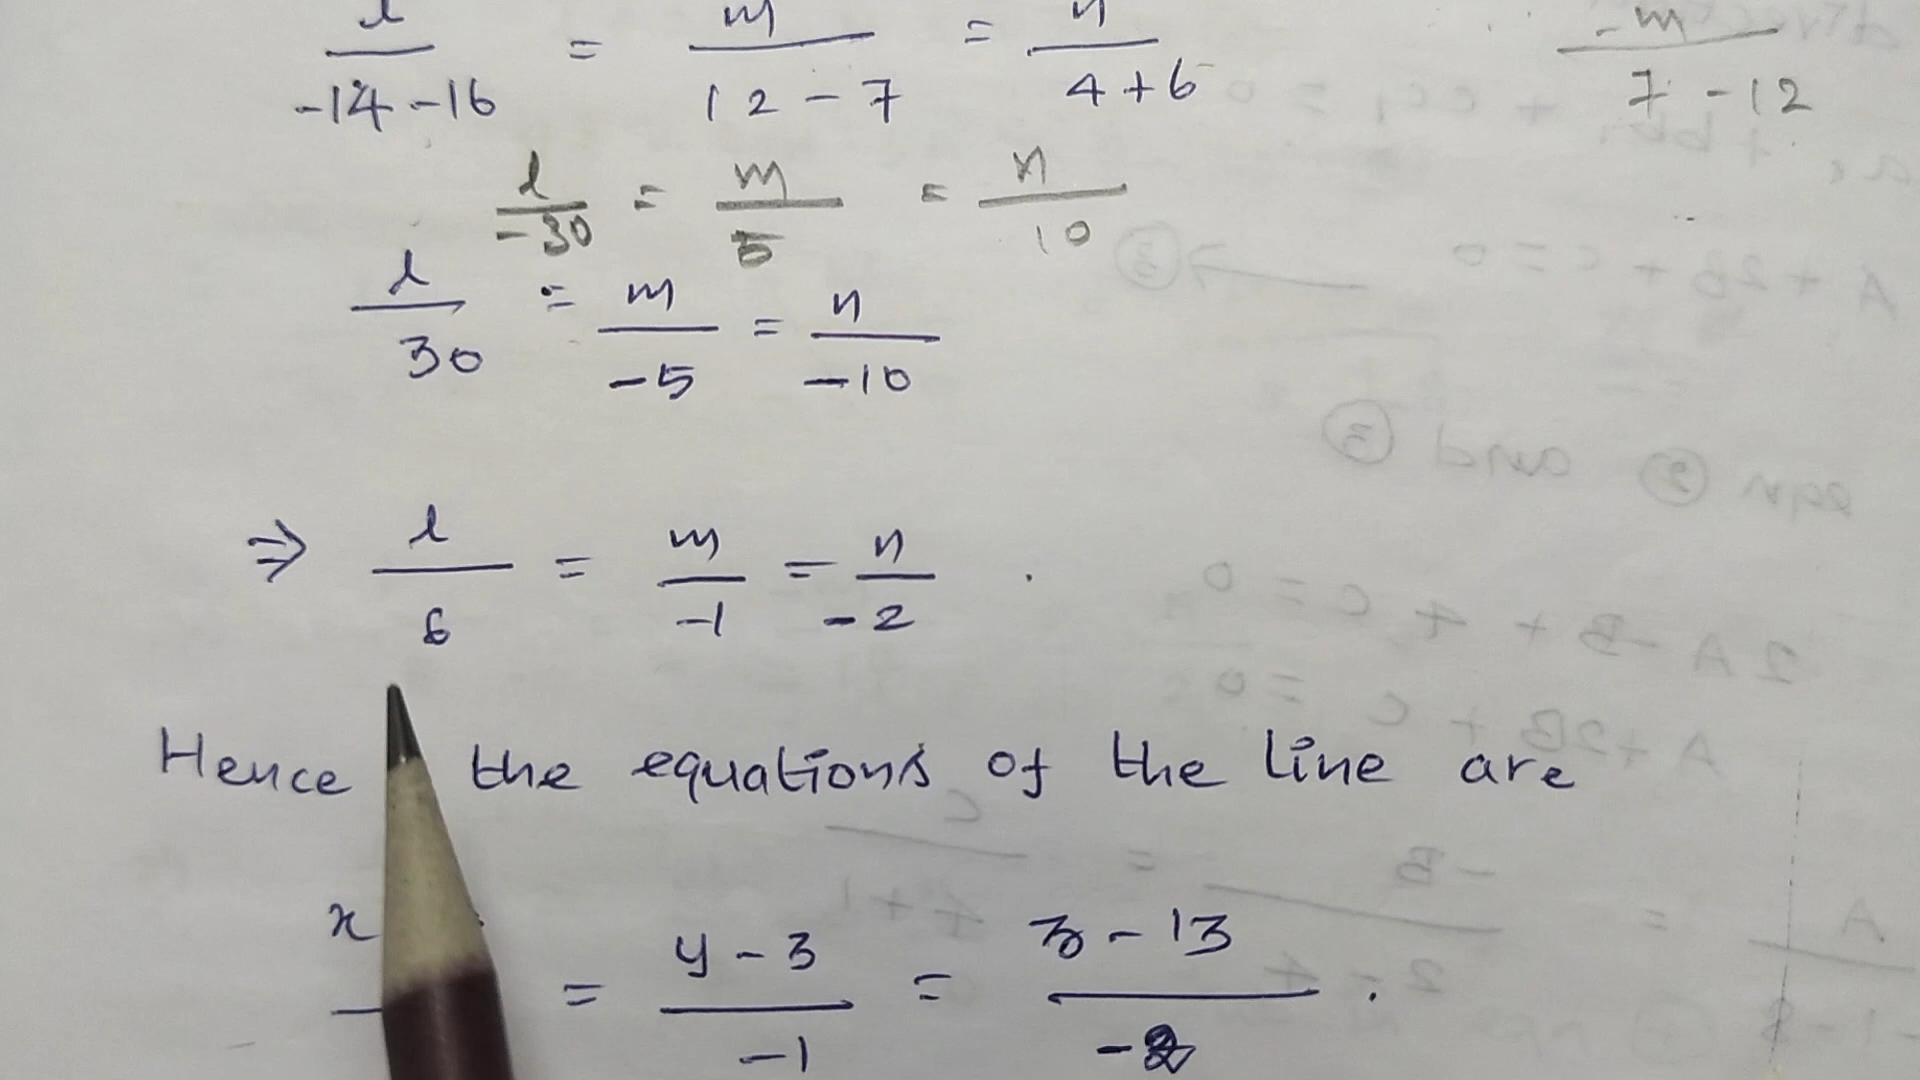 l/-14-16 = m/12-7 = n/4+6 -m/7-12
l/-30 = m/5 = n/10
l/30 = m/-5 = n/-10
⇒ l/6 = m/-1 = n/-2 .
Hence the equations of the line are
x = y-3/-1 = z-13/-2 .